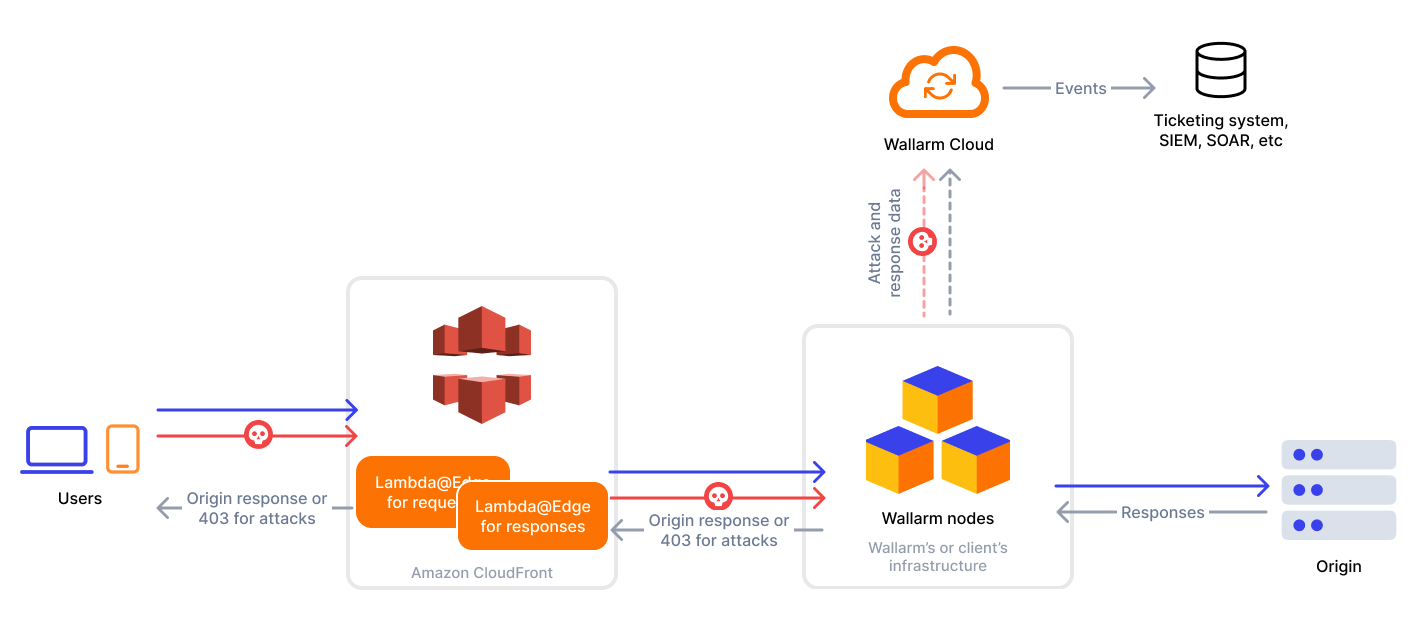 Events
Ticketing system,
SIEM, SOAR, etc
Wallarm Cloud
Attack and
response data
Users
Origin response or
403 for attacks
Lambda@Edge
for reque
Lambda@Edge
for responses
Amazon CloudFront
Origin response or
403 for attacks
Wallarm nodes
Wallarm’s or client’s
infrastructure
Responses
Origin